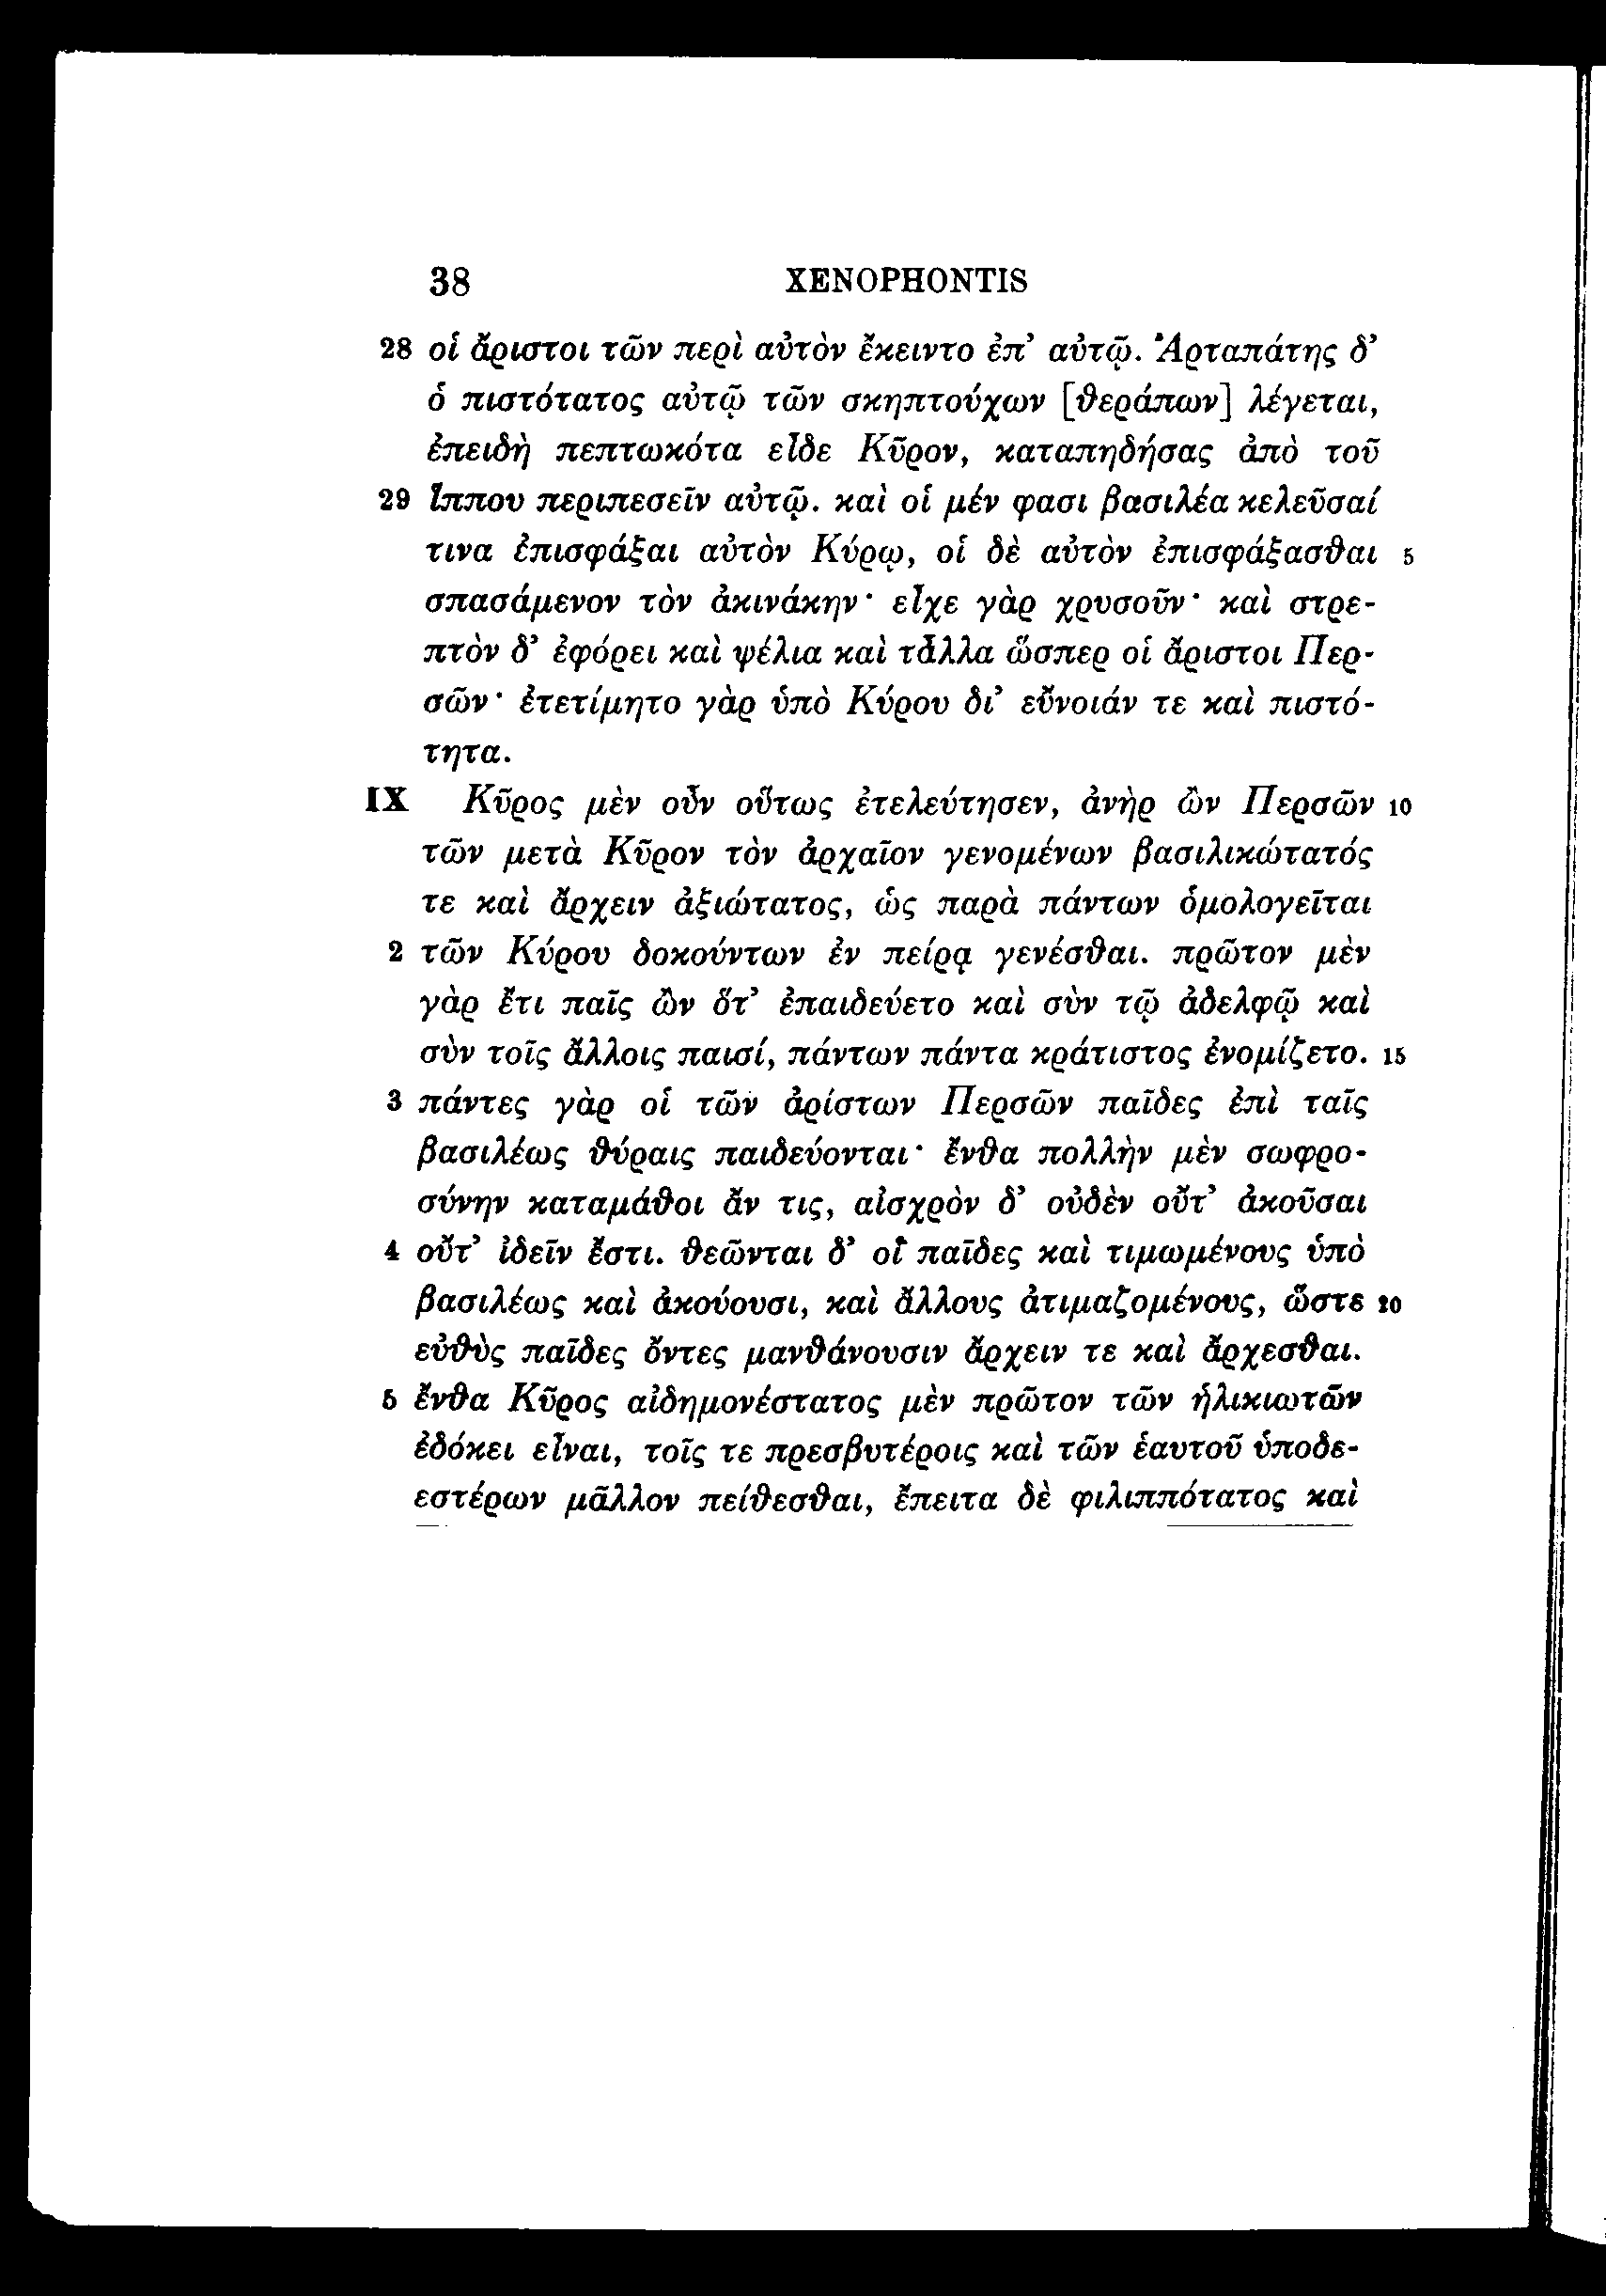 38 XENOPHONTIS
28 οἱ ἄριστοι τῶν περὶ αὐτὸν ἔκειντο ἐπ’ αὐτῷ. Ἀρταπάτης δ’
ὁ πιστότατος αὐτῷ τῶν σκηπτούχων [θεράπων] λέγεται,
ἐπειδὴ πεπτωκότα εἶδε Κῦρον, καταπηδήσας ἀπὸ τοῦ
29 ἵππου περιπεσεῖν αὐτῷ. καὶ οἱ μέν φασι βασιλέα κελεῦσαί
τινα ἐπισφάξαι αὐτὸν Κύρῳ, οἱ δὲ αὐτὸν ἐπισφάξασθαι 5
σπασάμενον τὸν ἀκινάκην· εἶχε γὰρ χρυσοῦν· καὶ στρε-
πτὸν δ’ ἐφόρει καὶ ψέλια καὶ τἆλλα ὥσπερ οἱ ἄριστοι Περ-
σῶν· ἐτετίμητο γὰρ ὑπὸ Κύρου δι’ εὔνοιάν τε καὶ πιστό-
τητα.
IX Κῦρος μὲν οὖν οὕτως ἐτελεύτησεν, ἀνὴρ ὢν Περσῶν 10
τῶν μετὰ Κῦρον τὸν ἀρχαῖον γενομένων βασιλικώτατός
τε καὶ ἄρχειν ἀξιώτατος, ὡς παρὰ πάντων ὁμολογεῖται
2 τῶν Κύρου δοκούντων ἐν πείρᾳ γενέσθαι. πρῶτον μὲν
γὰρ ἔτι παῖς ὢν ὅτ’ ἐπαιδεύετο καὶ σὺν τῷ ἀδελφῷ καὶ
σὺν τοῖς ἄλλοις παισί, πάντων πάντα κράτιστος ἐνομίζετο. 15
3 πάντες γὰρ οἱ τῶν ἀρίστων Περσῶν παῖδες ἐπὶ ταῖς
βασιλέως θύραις παιδεύονται· ἔνθα πολλὴν μὲν σωφρο-
σύνην καταμάθοι ἄν τις, αἰσχρὸν δ’ οὐδὲν οὔτ’ ἀκοῦσαι
4 οὔτ’ ἰδεῖν ἔστι. θεῶνται δ’ οἱ παῖδες καὶ τιμωμένους ὑπὸ
βασιλέως καὶ ἀκούουσι, καὶ ἄλλους ἀτιμαζομένους, ὥστε 20
εὐθὺς παῖδες ὄντες μανθάνουσιν ἄρχειν τε καὶ ἄρχεσθαι.
5 ἔνθα Κῦρος αἰδημονέστατος μὲν πρῶτον τῶν ἡλικιωτῶν
ἐδόκει εἶναι, τοῖς τε πρεσβυτέροις καὶ τῶν ἑαυτοῦ ὑποδε-
εστέρων μᾶλλον πείθεσθαι, ἔπειτα δὲ φιλιππότατος καὶ